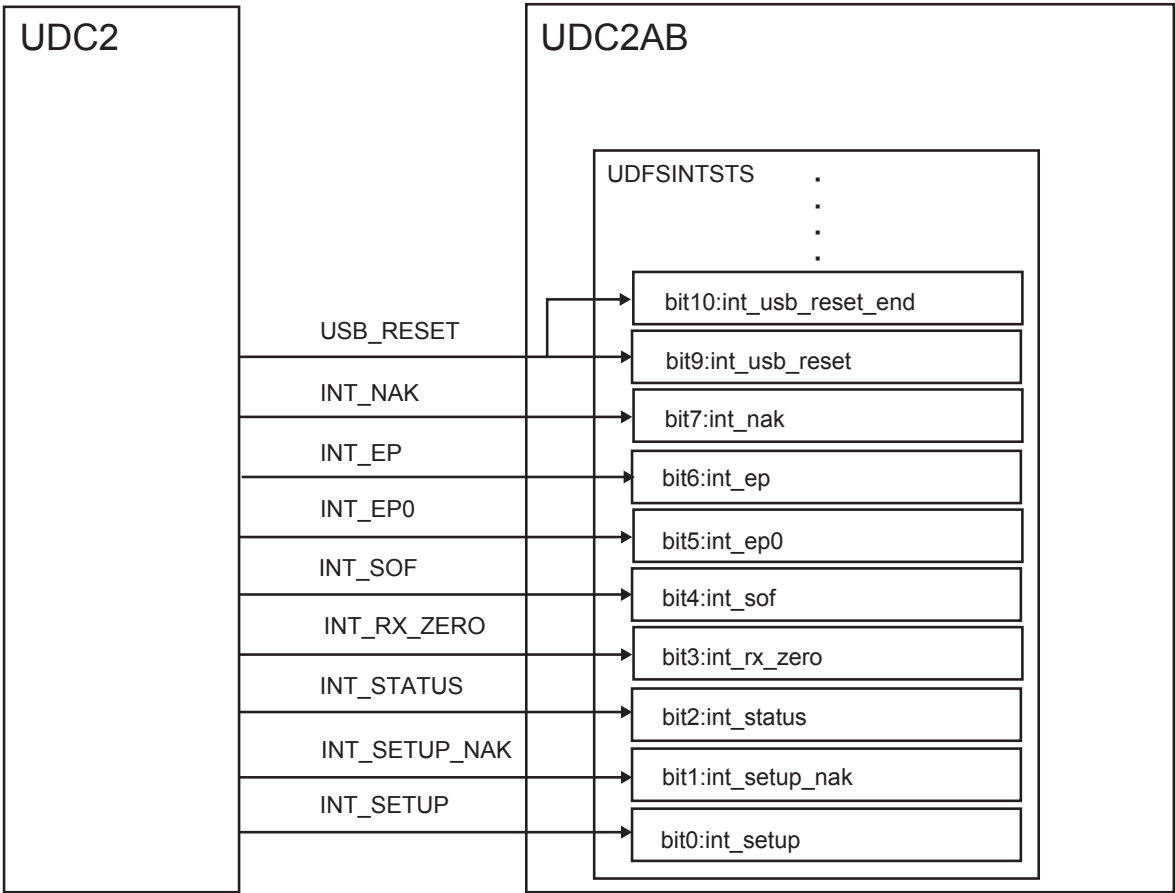 UDC2
UDC2AB
UDFSINTSTS
bit10:int_usb_reset_end
USB_RESET
bit9:int_usb_reset
INT_NAK
bit7:int_nak
INT_EP
bit6:int_ep
INT_EP0
bit5:int_ep0
INT_SOF
bit4:int_sof
INT_RX_ZERO
bit3:int_rx_zero
INT_STATUS
bit2:int_status
INT_SETUP_NAK
bit1:int_setup_nak
INT_SETUP
bit0:int_setup